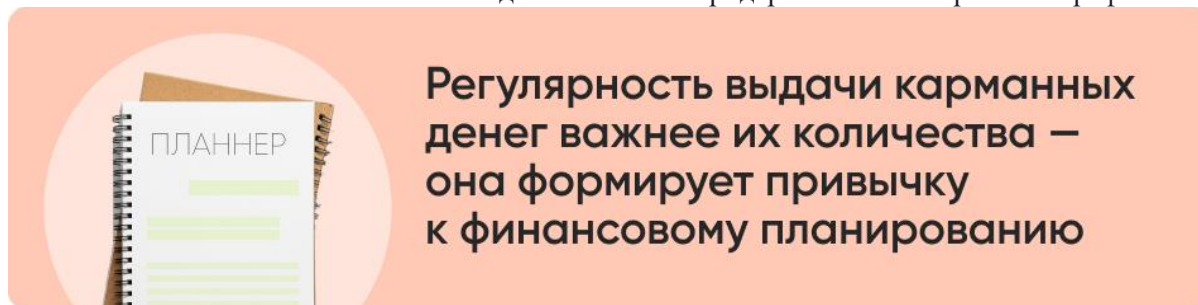 ПЛАННЕР
Регулярность выдачи карманных
денег важнее их количества —
она формирует привычку
к финансовому планированию